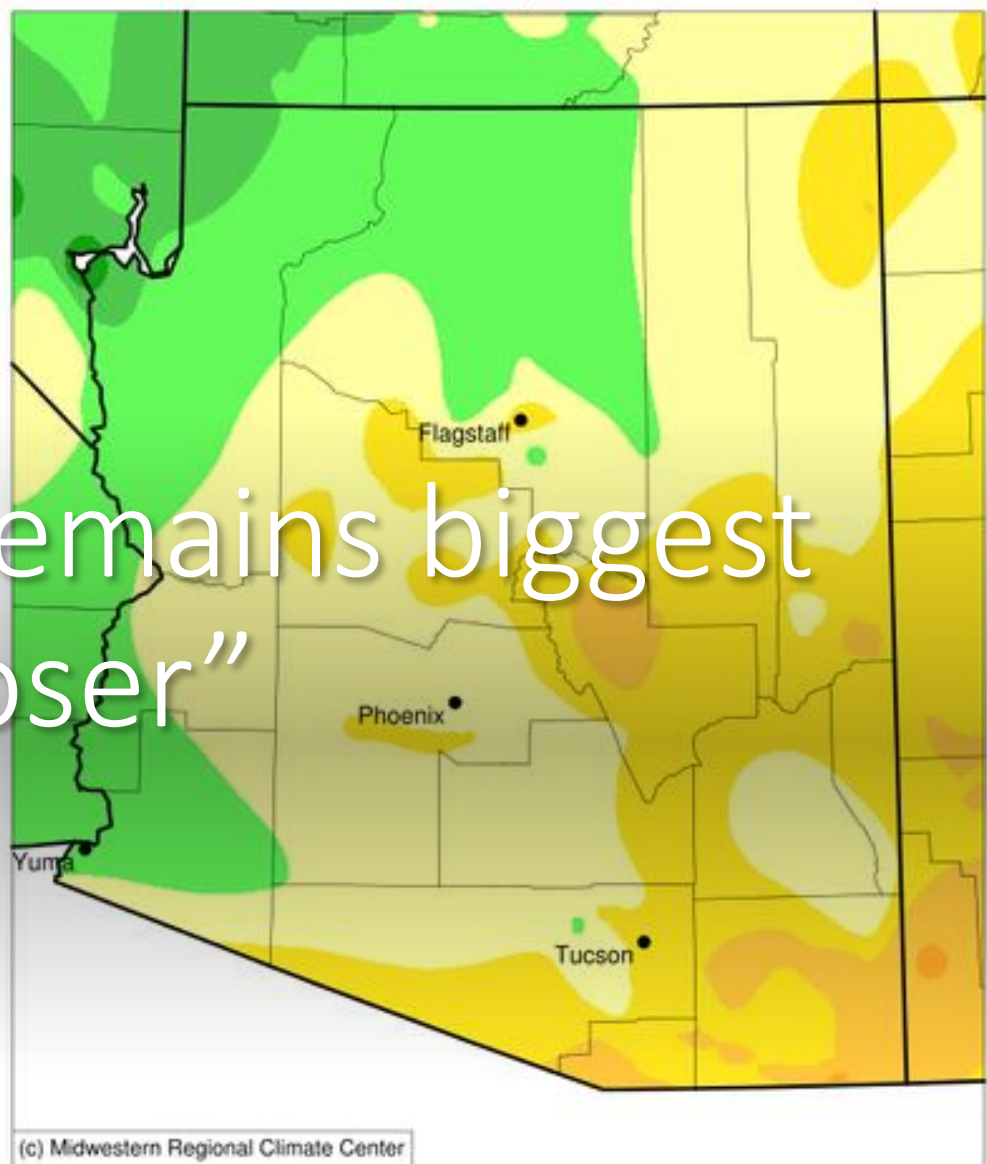 Flagstaff
emains biggest
oser”
Phoenix
Yuma
Tucson
(c) Midwestern Regional Climate Center